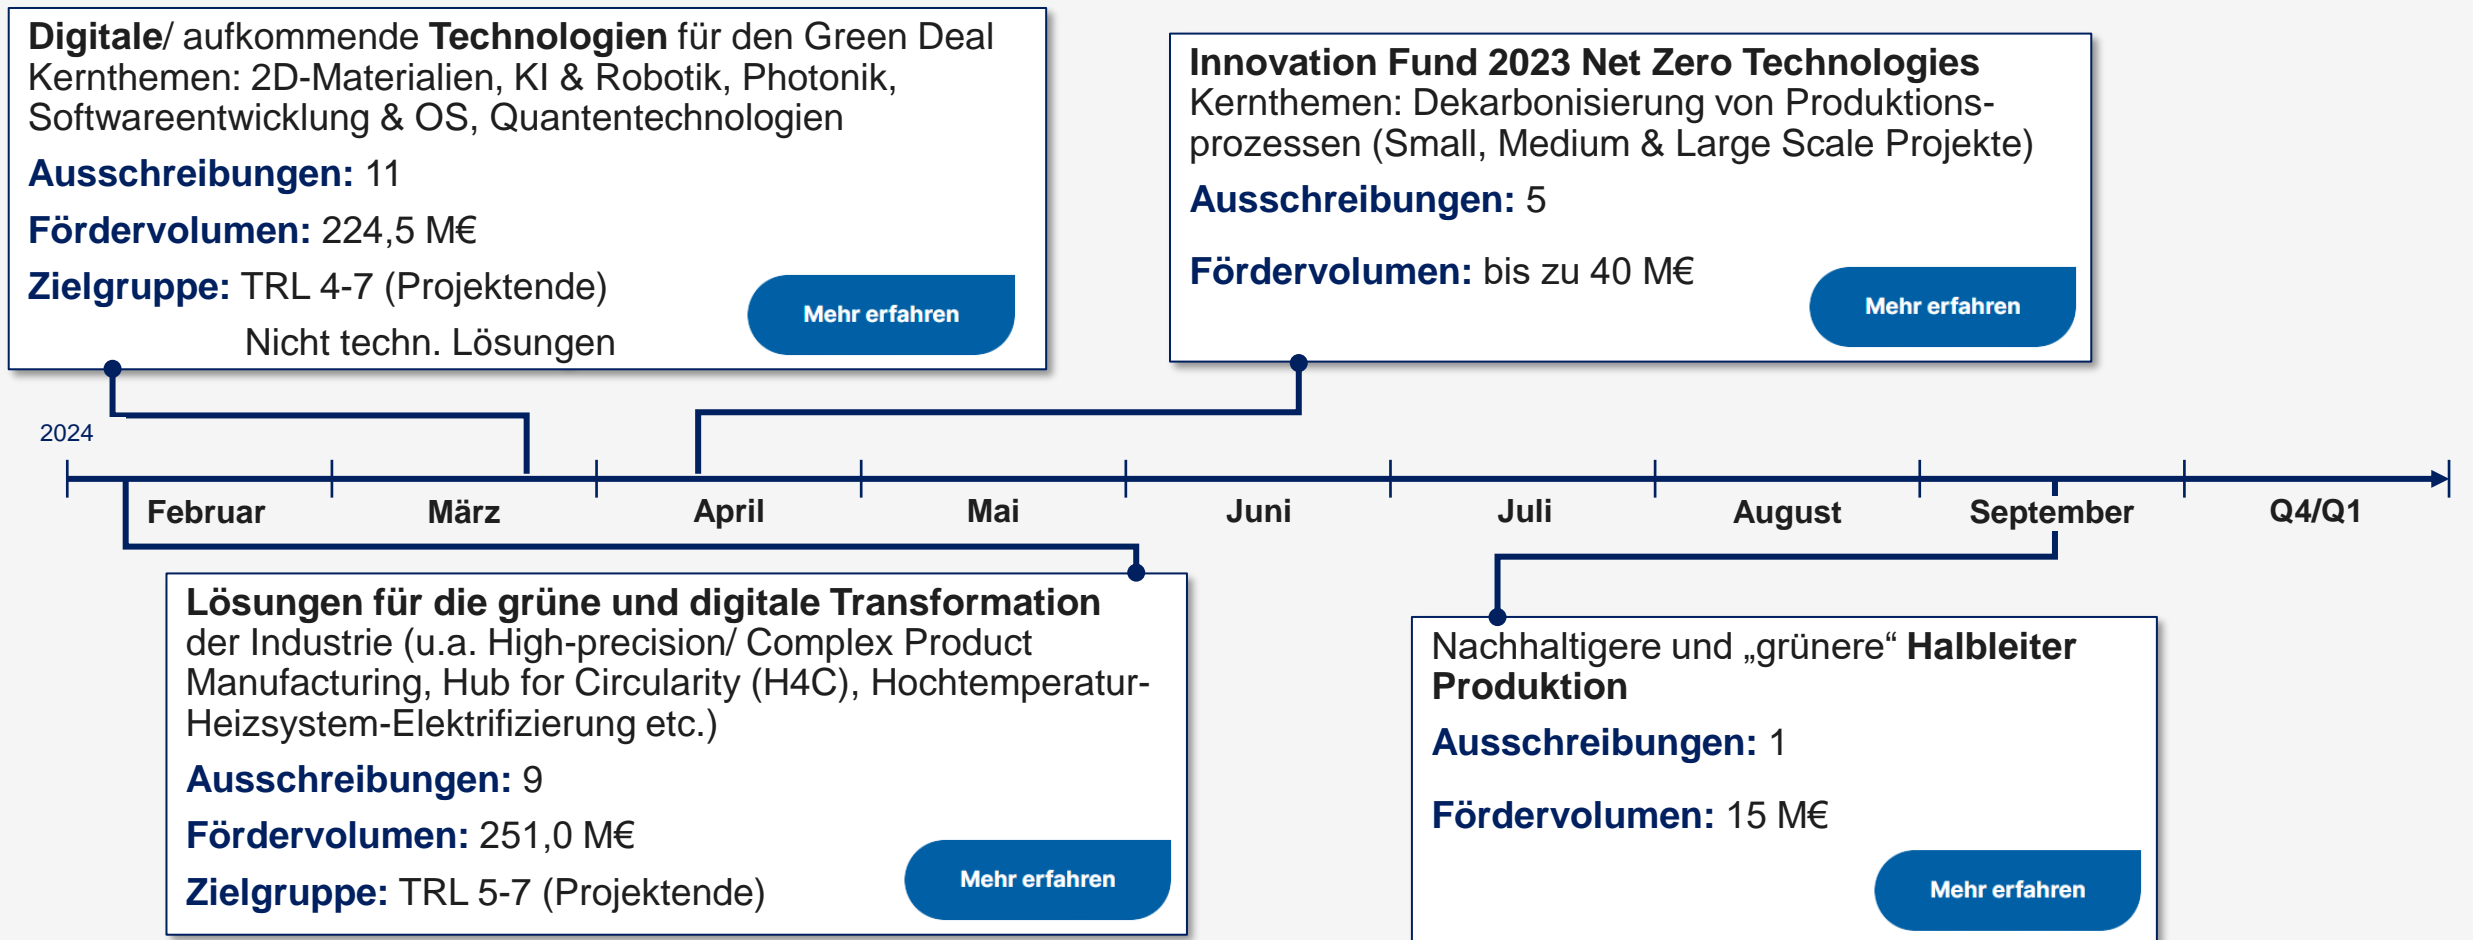 Digitale/ aufkommende Technologien für den Green Deal
Kernthemen: 2D-Materialien, KI & Robotik, Photonik,
Softwareentwicklung & OS, Quantentechnologien
Ausschreibungen: 11
Fördervolumen: 224,5 M€
Zielgruppe: TRL 4-7 (Projektende)
Nicht techn. Lösungen
Mehr erfahren
Innovation Fund 2023 Net Zero Technologies
Kernthemen: Dekarbonisierung von Produktions-
prozessen (Small, Medium & Large Scale Projekte)
Ausschreibungen: 5
Fördervolumen: bis zu 40 M€
Mehr erfahren
2024
Februar März April Mai Juni Juli August September Q4/Q1
Lösungen für die grüne und digitale Transformation
der Industrie (u.a. High-precision/ Complex Product
Manufacturing, Hub for Circularity (H4C), Hochtemperatur-
Heizsystem-Elektrifizierung etc.)
Ausschreibungen: 9
Fördervolumen: 251,0 M€
Zielgruppe: TRL 5-7 (Projektende)
Mehr erfahren
Nachhaltigere und „grünere“ Halbleiter
Produktion
Ausschreibungen: 1
Fördervolumen: 15 M€
Mehr erfahren